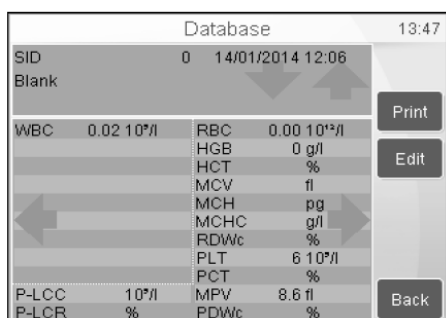 Database 13:47
SID 0 14/01/2014 12:06
Blank
Print
Edit
Back
WBC 0.02 10⁹/l
P-LCC 10⁹/l
P-LCR %
RBC 0.00 10¹²/l
HGB 0 g/l
HCT %
MCV fl
MCH pg
MCHC g/l
RDWc %
PLT 6 10⁹/l
PCT %
MPV 8.6 fl
PDWc %